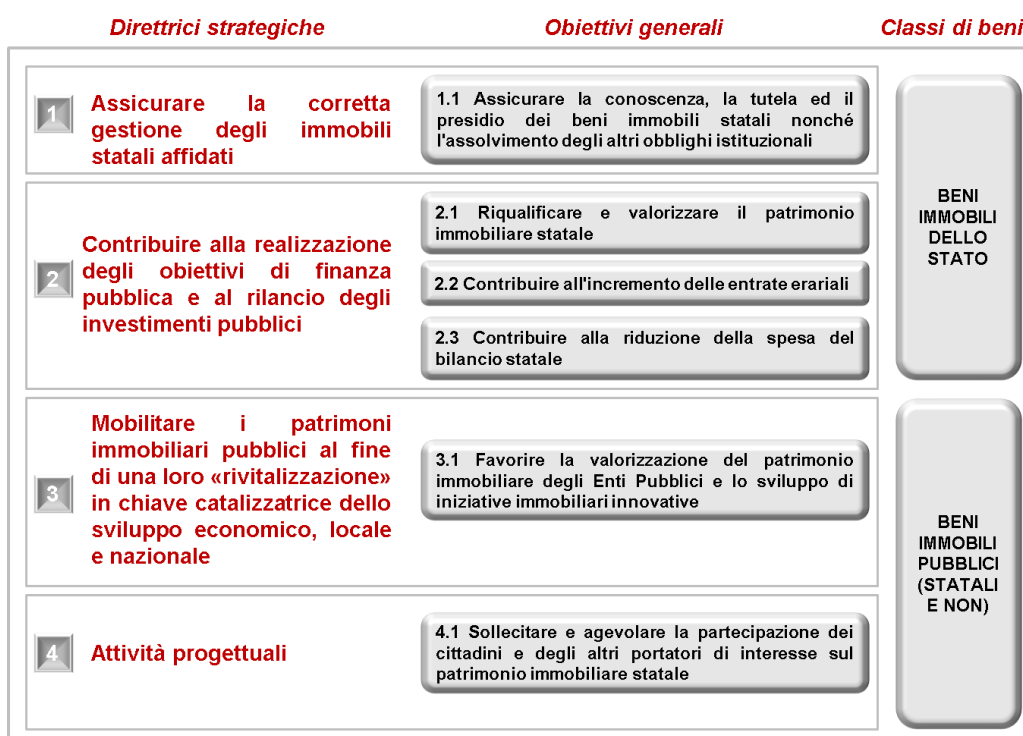 Direttrici strategiche
Obiettivi generali
Classi di beni
1
Assicurare la corretta
gestione degli immobili
statali affidati
1.1 Assicurare la conoscenza, la tutela ed il
presidio dei beni immobili statali nonché
l'assolvimento degli altri obblighi istituzionali
2
Contribuire alla realizzazione
degli obiettivi di finanza
pubblica e al rilancio degli
investimenti pubblici
2.1 Riqualificare e valorizzare il patrimonio
immobiliare statale
2.2 Contribuire all'incremento delle entrate erariali
2.3 Contribuire alla riduzione della spesa del
bilancio statale
BENI
IMMOBILI
DELLO
STATO
3
Mobilitare i patrimoni
immobiliari pubblici al fine
di una loro «rivitalizzazione»
in chiave catalizzatrice dello
sviluppo economico, locale
e nazionale
3.1 Favorire la valorizzazione del patrimonio
immobiliare degli Enti Pubblici e lo sviluppo di
iniziative immobiliari innovative
4
Attività progettuali
4.1 Sollecitare e agevolare la partecipazione dei
cittadini e degli altri portatori di interesse sul
patrimonio immobiliare statale
BENI
IMMOBILI
PUBBLICI
(STATALI
E NON)